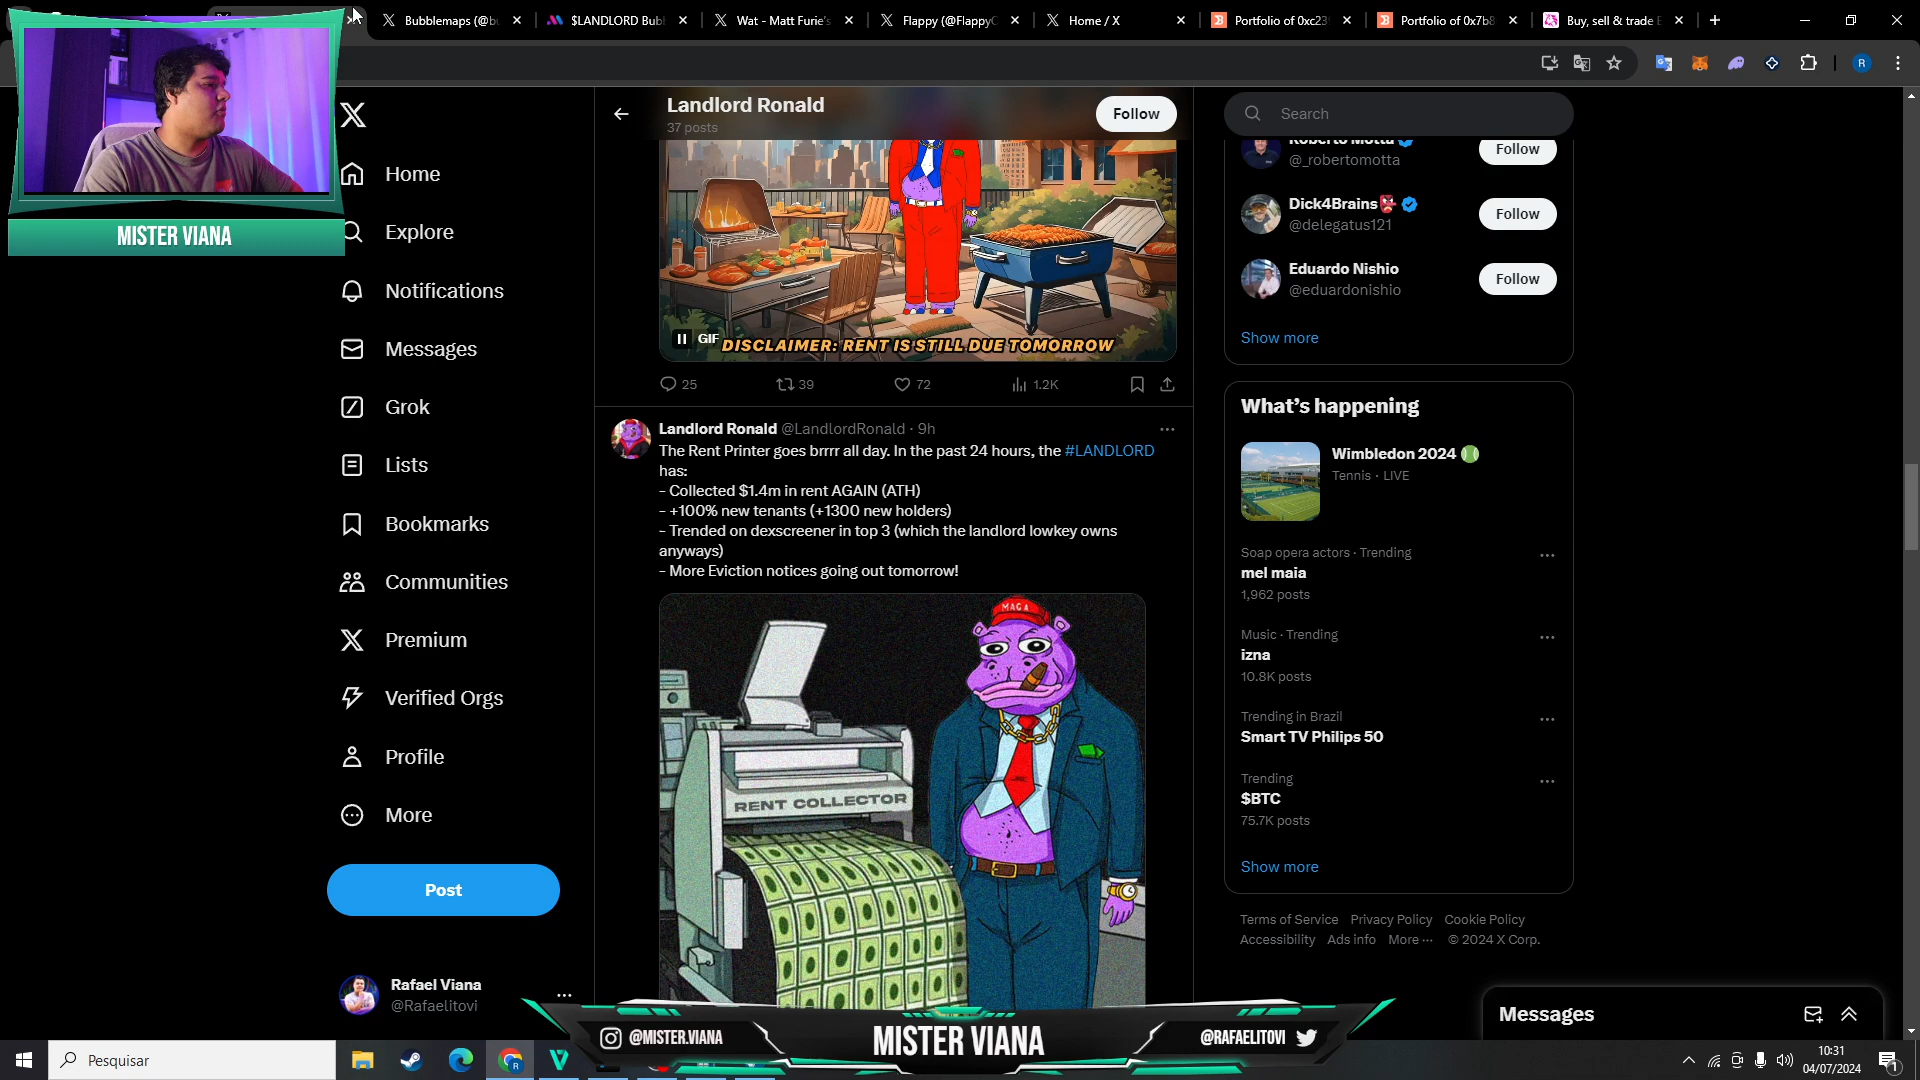 Bubblemaps (@bu
$LANDLORD Bubb
Wat - Matt Furie's
Flappy (@FlappyC
Home / X
Portfolio of 0xc239
Portfolio of 0x7b8
Buy, sell & trade E
R
MISTER VIANA
Home
Explore
Notifications
Messages
Grok
Lists
Bookmarks
Communities
Premium
Verified Orgs
Profile
More
Post
Rafael Viana
@Rafaelitovi
Landlord Ronald
37 posts
Follow
GIF
DISCLAIMER: RENT IS STILL DUE TOMORROW
25
39
72
1.2K
Landlord Ronald @LandlordRonald · 9h
The Rent Printer goes brrrr all day. In the past 24 hours, the #LANDLORD
has:
- Collected $1.4m in rent AGAIN (ATH)
- +100% new tenants (+1300 new holders)
- Trended on dexscreener in top 3 (which the landlord lowkey owns
anyways)
- More Eviction notices going out tomorrow!
MAGA
RENT COLLECTOR
Search
Roberto Motta
@_robertomotta
Follow
Dick4Brains
@delegatus121
Follow
Eduardo Nishio
@eduardonishio
Follow
Show more
What's happening
Wimbledon 2024
Tennis · LIVE
Soap opera actors · Trending
mel maia
1,962 posts
Music · Trending
izna
10.8K posts
Trending in Brazil
Smart TV Philips 50
Trending
$BTC
75.7K posts
Show more
Terms of Service Privacy Policy Cookie Policy
Accessibility Ads info More ··· © 2024 X Corp.
Messages
@MISTER.VIANA
MISTER VIANA
@RAFAELITOVI
Pesquisar
R
10:31
04/07/2024
1